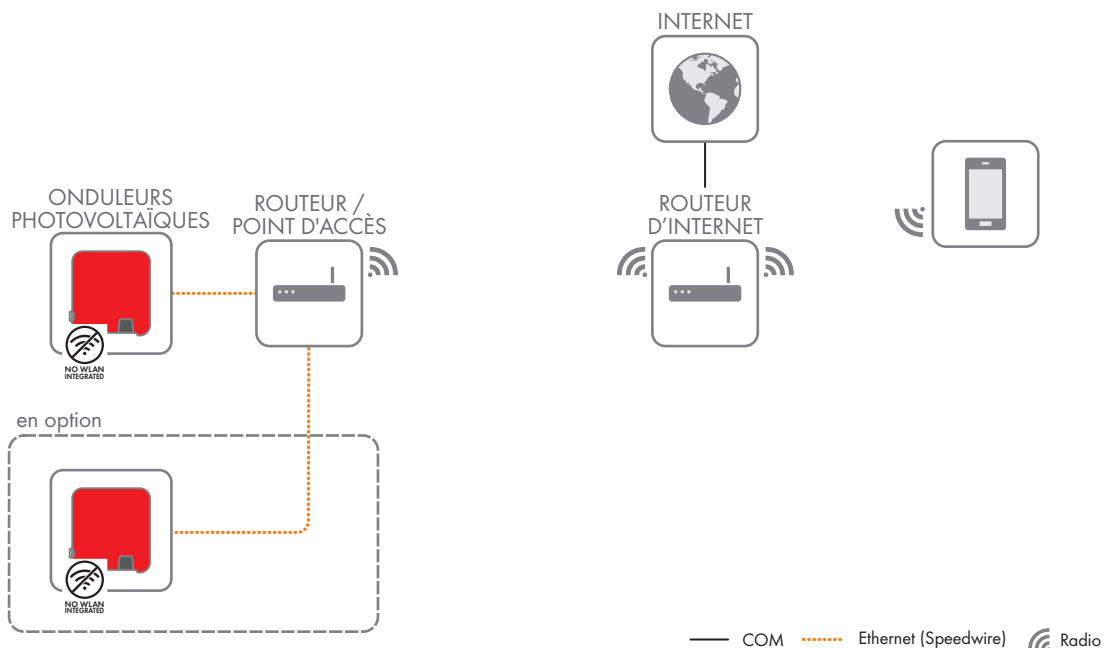 INTERNET
ONDULEURS
PHOTOVOLTAÏQUES
ROUTEUR /
POINT D'ACCÈS
ROUTEUR
D’INTERNET
NO WLAN
INTEGRATED
en option
NO WLAN
INTEGRATED
COM
Ethernet (Speedwire)
Radio